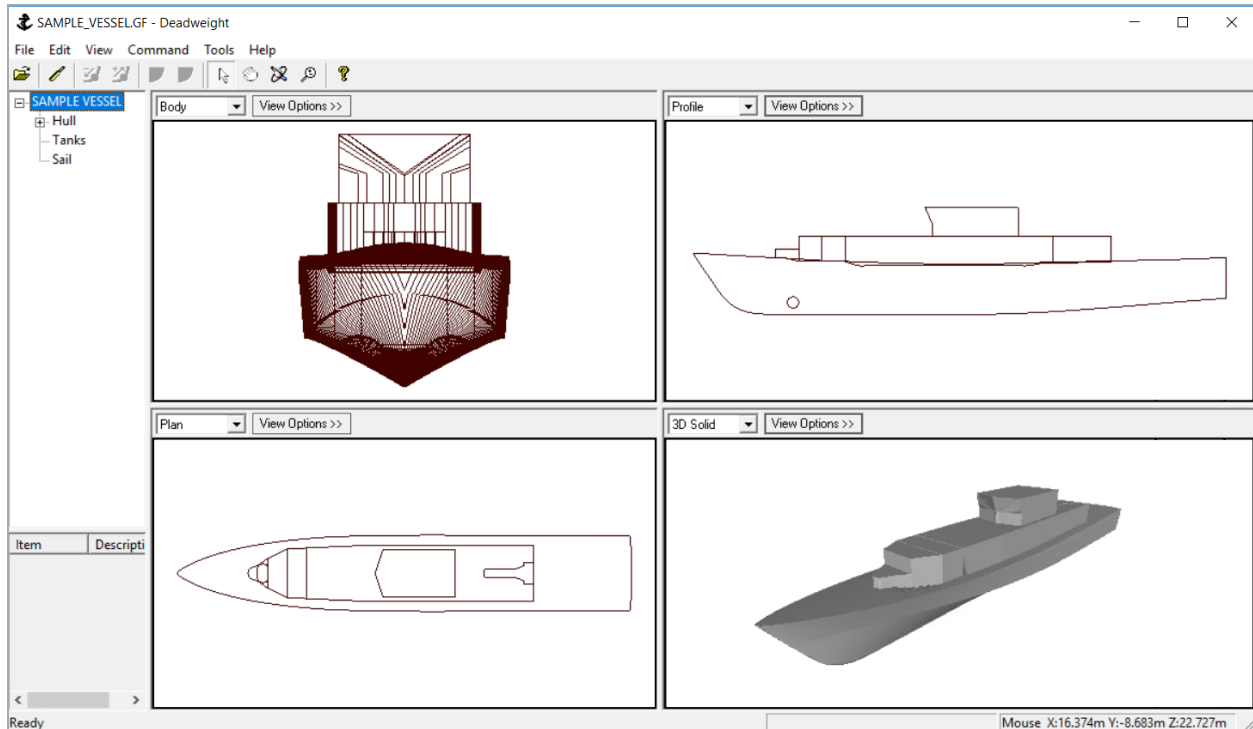 SAMPLE_VESSEL.GF - Deadweight
File Edit View Command Tools Help
SAMPLE VESSEL
Hull
Tanks
Sail
Body View Options >>
Profile View Options >>
Plan View Options >>
3D Solid View Options >>
Item Descripti
Ready
Mouse X:16.374m Y:-8.683m Z:22.727m